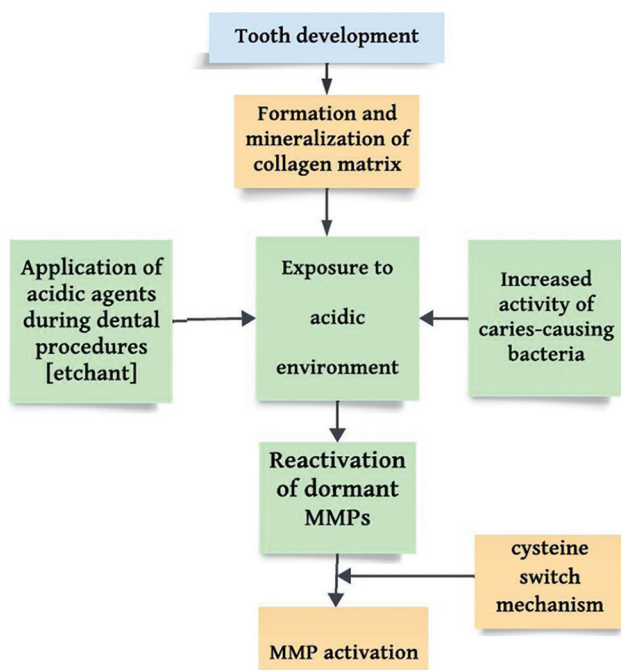 Tooth development
Formation and
mineralization of
collagen matrix
Application of
acidic agents
during dental
procedures
[etchant]
Exposure to
acidic
environment
Increased
activity of
caries-causing
bacteria
Reactivation
of dormant
MMPs
cysteine
switch
mechanism
MMP activation